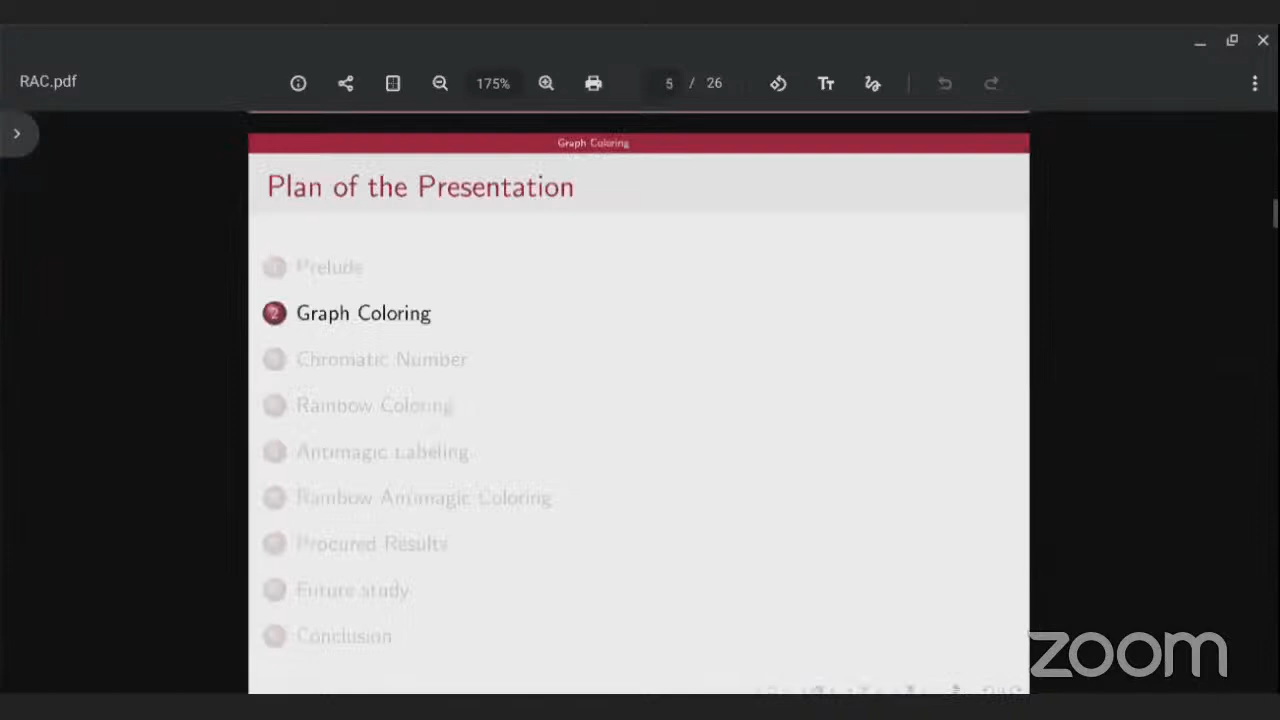 RAC.pdf
175%
5 / 26
Graph Coloring
Plan of the Presentation
Prelude
2 Graph Coloring
Chromatic Number
Rainbow Coloring
Antimagic Labeling
Rainbow Antimagic Coloring
Procured Results
Future study
Conclusion
zoom